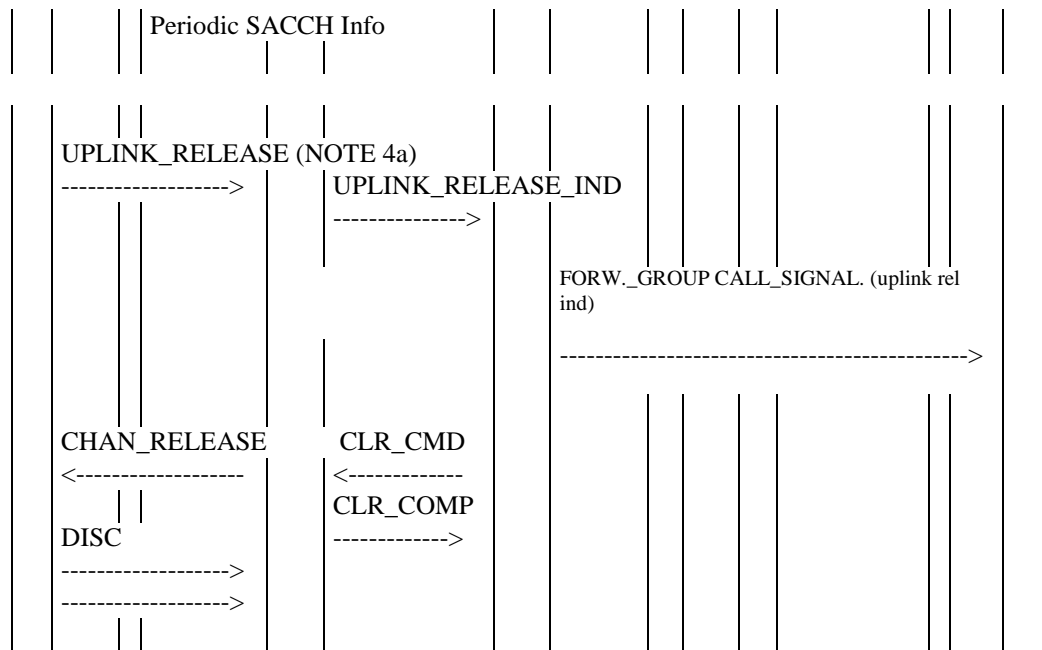 Periodic SACCH Info
UPLINK_RELEASE (NOTE 4a)
-------------------> UPLINK_RELEASE_IND
--------------->
FORW._GROUP CALL_SIGNAL. (uplink rel
ind)
---------------------------------------------->
CHAN_RELEASE CLR_CMD
<------------------- <-------------
CLR_COMP
DISC ------------->
------------------->
------------------->